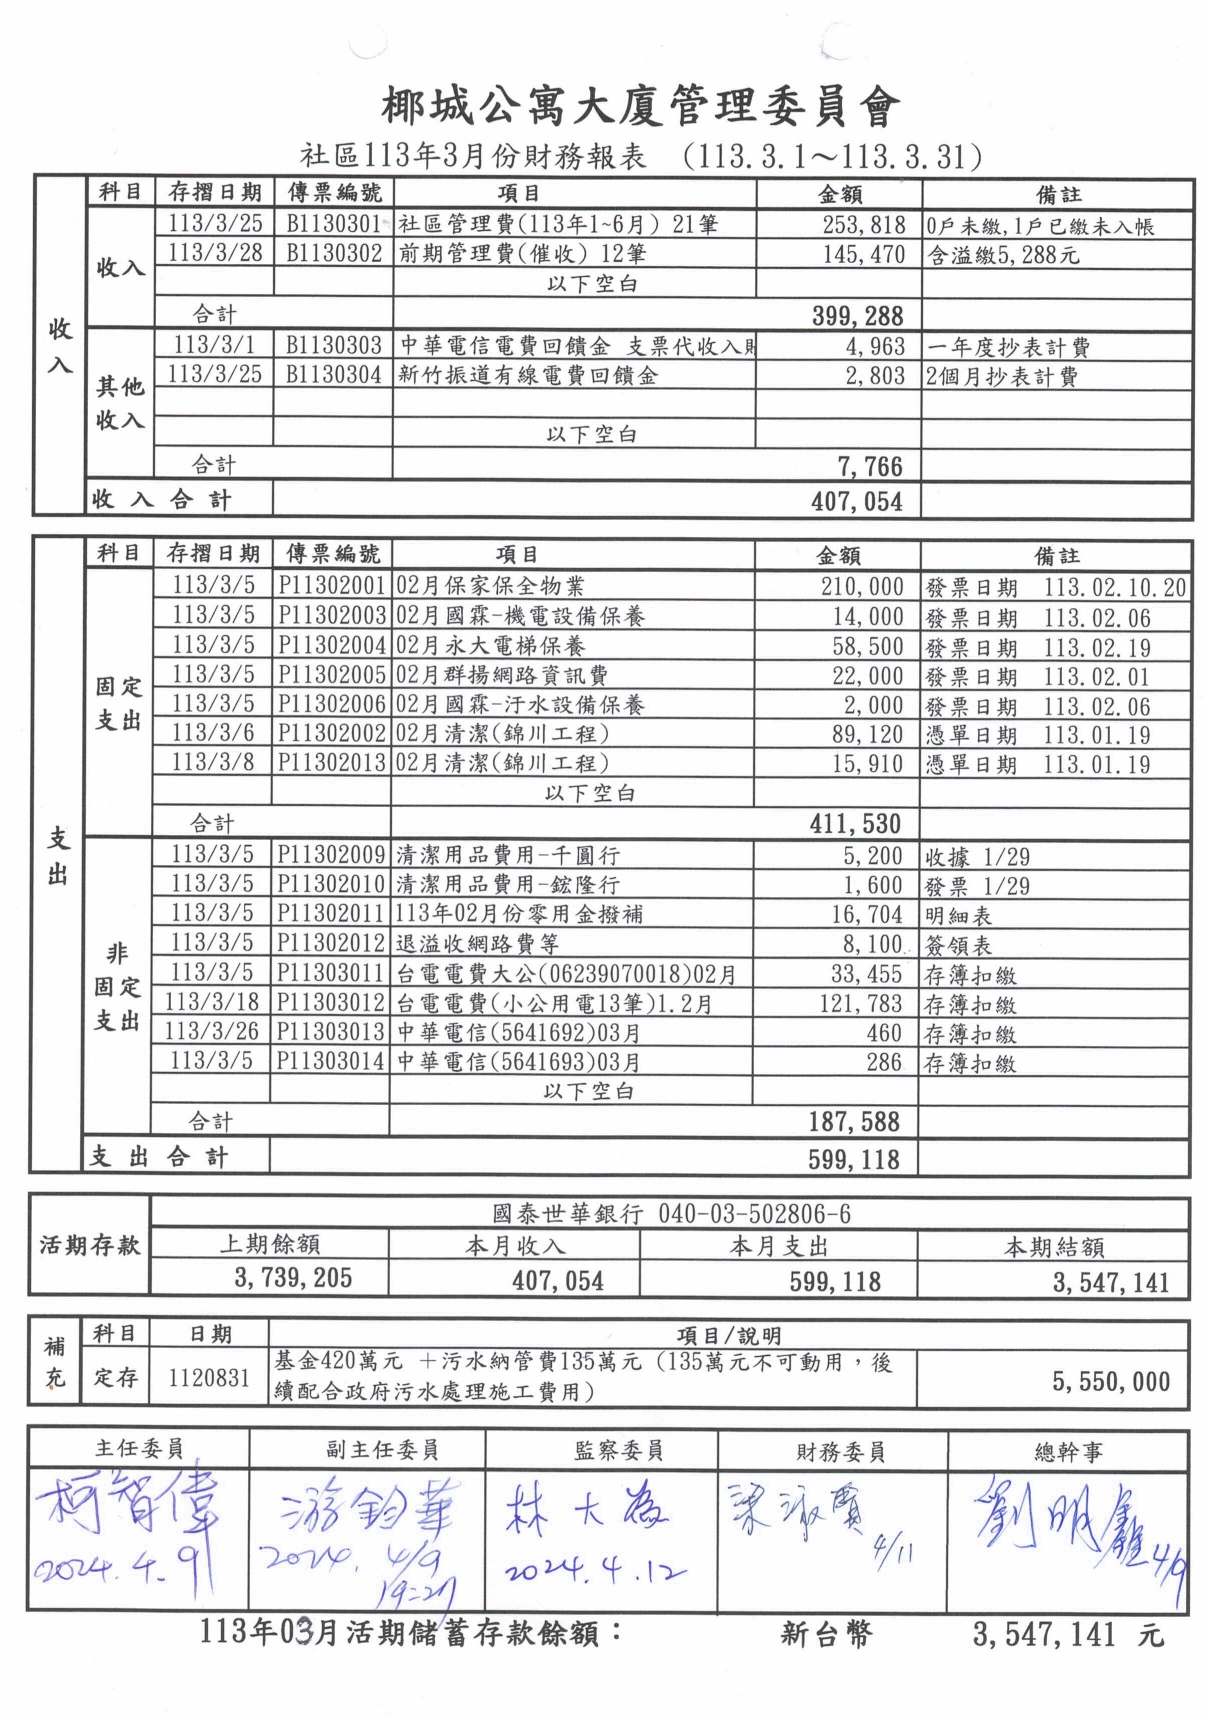 椰城公寓大廈管理委員會
社區113年3月份財務報表 (113.3.1～113.3.31)
收入
科目 存摺日期 傳票編號 項目 金額 備註
收入
113/3/25 B1130301 社區管理費(113年1~6月) 21筆 253,818 0戶未繳,1戶已繳未入帳
113/3/28 B1130302 前期管理費(催收) 12筆 145,470 含溢繳5,288元
以下空白
合計 399,288
其他收入
113/3/1 B1130303 中華電信電費回饋金 支票代收入 4,963 一年度抄表計費
113/3/25 B1130304 新竹振道有線電費回饋金 2,803 2個月抄表計費
以下空白
合計 7,766
收入合計 407,054
支出
科目 存摺日期 傳票編號 項目 金額 備註
固定支出
113/3/5 P11302001 02月保家保全物業 210,000 發票日期 113.02.10.20
113/3/5 P11302003 02月國霖-機電設備保養 14,000 發票日期 113.02.06
113/3/5 P11302004 02月永大電梯保養 58,500 發票日期 113.02.19
113/3/5 P11302005 02月群揚網路資訊費 22,000 發票日期 113.02.01
113/3/5 P11302006 02月國霖-汙水設備保養 2,000 發票日期 113.02.06
113/3/6 P11302002 02月清潔(錦川工程) 89,120 憑單日期 113.01.19
113/3/8 P11302013 02月清潔(錦川工程) 15,910 憑單日期 113.01.19
以下空白
合計 411,530
非固定支出
113/3/5 P11302009 清潔用品費用-千圓行 5,200 收據 1/29
113/3/5 P11302010 清潔用品費用-鋐隆行 1,600 發票 1/29
113/3/5 P11302011 113年02月份零用金撥補 16,704 明細表
113/3/5 P11302012 退溢收網路費等 8,100 簽領表
113/3/5 P11303011 台電電費大公(06239070018)02月 33,455 存簿扣繳
113/3/18 P11303012 台電電費(小公用電13筆)1.2月 121,783 存簿扣繳
113/3/26 P11303013 中華電信(5641692)03月 460 存簿扣繳
113/3/5 P11303014 中華電信(5641693)03月 286 存簿扣繳
以下空白
合計 187,588
支出合計 599,118
活期存款
國泰世華銀行 040-03-502806-6
上期餘額 本月收入 本月支出 本期結額
3,739,205 407,054 599,118 3,547,141
補充
科目 日期 項目/說明
定存 1120831 基金420萬元 ＋污水納管費135萬元 (135萬元不可動用，後
續配合政府污水處理施工費用) 5,550,000
主任委員 副主任委員 監察委員 財務委員 總幹事
柯智偉 游鈞華 林大為 梁淑賢 劉明鑫
2024.4.9 2024.4/9 2024.4.12 4/11 4/9
19:27
113年03月活期儲蓄存款餘額： 新台幣 3,547,141 元